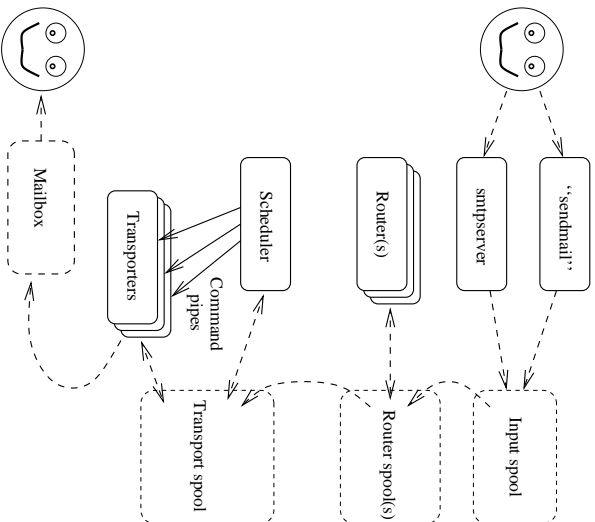 “sendmail”
smtpserver
Input spool
Router(s)
Router spool(s)
Scheduler
Command
pipes
Transporters
Transport spool
Mailbox